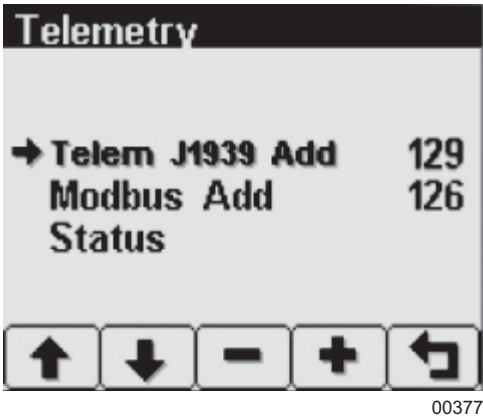 Telemetry
Telem J1939 Add 129
Modbus Add 126
Status
00377